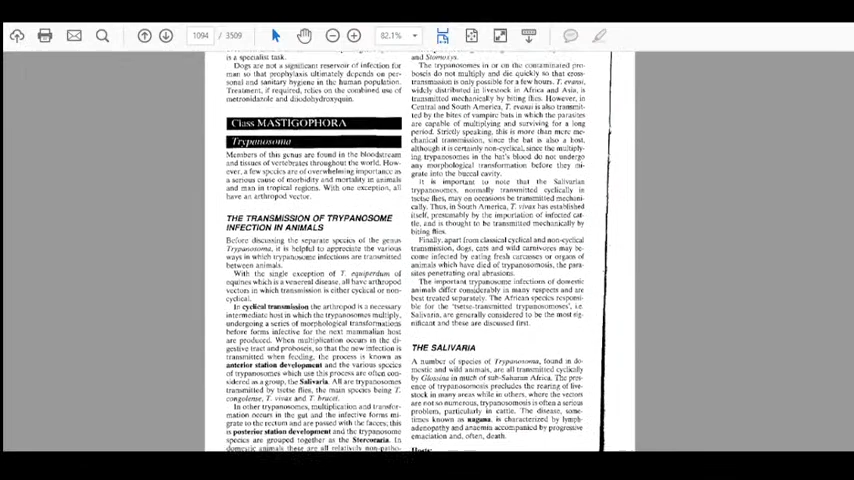 1094 / 3509
82.1%
is a specialist task.
Dogs are not a significant reservoir of infection for
man so that prophylaxis ultimately depends on per-
sonal and sanitary hygiene in the human population.
Treatment, if required, relies on the combined use of
metronidazole and diiodohydroxyquin.
Class MASTIGOPHORA
Trypanosoma
Members of this genus are found in the bloodstream
and tissues of vertebrates throughout the world. How-
ever, a few species are of overwhelming importance as
a serious cause of morbidity and mortality in animals
and man in tropical regions. With one exception, all
have an arthropod vector.
THE TRANSMISSION OF TRYPANOSOME
INFECTION IN ANIMALS
Before discussing the separate species of the genus
Trypanosoma, it is helpful to appreciate the various
ways in which trypanosome infections are transmitted
between animals.
With the single exception of T. equiperdum of
equines which is a venereal disease, all have arthropod
vectors in which transmission is either cyclical or non-
cyclical.
In cyclical transmission the arthropod is a necessary
intermediate host in which the trypanosomes multiply,
undergoing a series of morphological transformations
before forms infective for the next mammalian host
are produced. When multiplication occurs in the di-
gestive tract and proboscis, so that the new infection is
transmitted when feeding, the process is known as
anterior station development and the various species
of trypanosomes which use this process are often con-
sidered as a group, the Salivaria. All are trypanosomes
transmitted by tsetse flies, the main species being T.
congolense, T. vivax and T. brucei.
In other trypanosomes, multiplication and transfor-
mation occurs in the gut and the infective forms mi-
grate to the rectum and are passed with the faeces; this
is posterior station development and the trypanosome
species are grouped together as the Stercoraria. In
domestic animals these are all relatively non-patho-
and Stomoxys.
The trypanosomes in or on the contaminated pro-
boscis do not multiply and die quickly so that cross-
transmission is only possible for a few hours. T. evansi,
widely distributed in livestock in Africa and Asia, is
transmitted mechanically by biting flies. However, in
Central and South America, T. evansi is also transmit-
ted by the bites of vampire bats in which the parasites
are capable of multiplying and surviving for a long
period. Strictly speaking, this is more than mere me-
chanical transmission, since the bat is also a host,
although it is certainly non-cyclical, since the multiply-
ing trypanosomes in the bat's blood do not undergo
any morphological transformation before they mi-
grate into the buccal cavity.
It is important to note that the Salivarian
trypanosomes, normally transmitted cyclically in
tsetse flies, may on occasions be transmitted mechani-
cally. Thus, in South America, T. vivax has established
itself, presumably by the importation of infected cat-
tle, and is thought to be transmitted mechanically by
biting flies.
Finally, apart from classical cyclical and non-cyclical
transmission, dogs, cats and wild carnivores may be-
come infected by eating fresh carcasses or organs of
animals which have died of trypanosomosis, the para-
sites penetrating oral abrasions.
The important trypanosome infections of domestic
animals differ considerably in many respects and are
best treated separately. The African species responsi-
ble for the 'tsetse-transmitted trypanosomoses', i.e.
Salivaria, are generally considered to be the most sig-
nificant and these are discussed first.
THE SALIVARIA
A number of species of Trypanosoma, found in do-
mestic and wild animals, are all transmitted cyclically
by Glossina in much of sub-Saharan Africa. The pres-
ence of trypanosomosis precludes the rearing of live-
stock in many areas while in others, where the vectors
are not so numerous, trypanosomosis is often a serious
problem, particularly in cattle. The disease, some-
times known as nagana, is characterized by lymph-
adenopathy and anaemia accompanied by progressive
emaciation and, often, death.
Hosts: